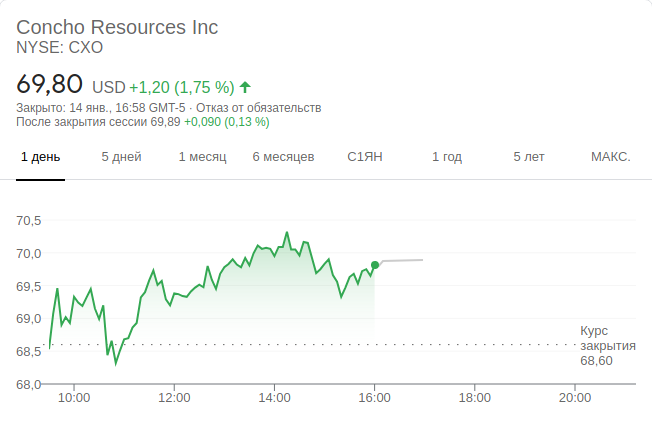 Concho Resources Inc
NYSE: CXO
69,80 USD +1,20 (1,75 %)
Закрыто: 14 янв., 16:58 GMT-5 · Отказ от обязательств
После закрытия сессии 69,89 +0,090 (0,13 %)
1 день 5 дней 1 месяц 6 месяцев С1ЯН 1 год 5 лет МАКС.
70,5
70,0
69,5
69,0
68,5
68,0
Курс
закрытия
68,60
10:00 12:00 14:00 16:00 18:00 20:00